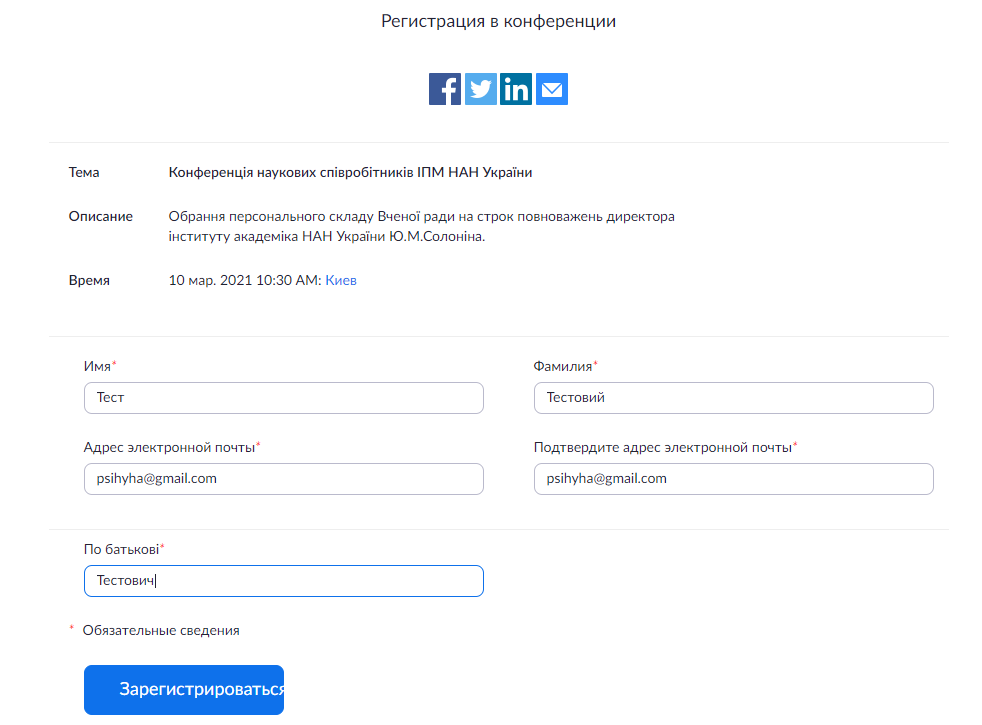 Регистрация в конференции
Тема Конференція наукових співробітників ІПМ НАН України
Описание Обрання персонального складу Вченої ради на строк повноважень директора
інституту академіка НАН України Ю.М.Солоніна.
Время 10 мар. 2021 10:30 AM: Киев
Имя* Фамилия*
Тест Тестовий
Адрес электронной почты* Подтвердите адрес электронной почты*
psihyha@gmail.com psihyha@gmail.com
По батькові*
Тестович
* Обязательные сведения
Зарегистрироваться